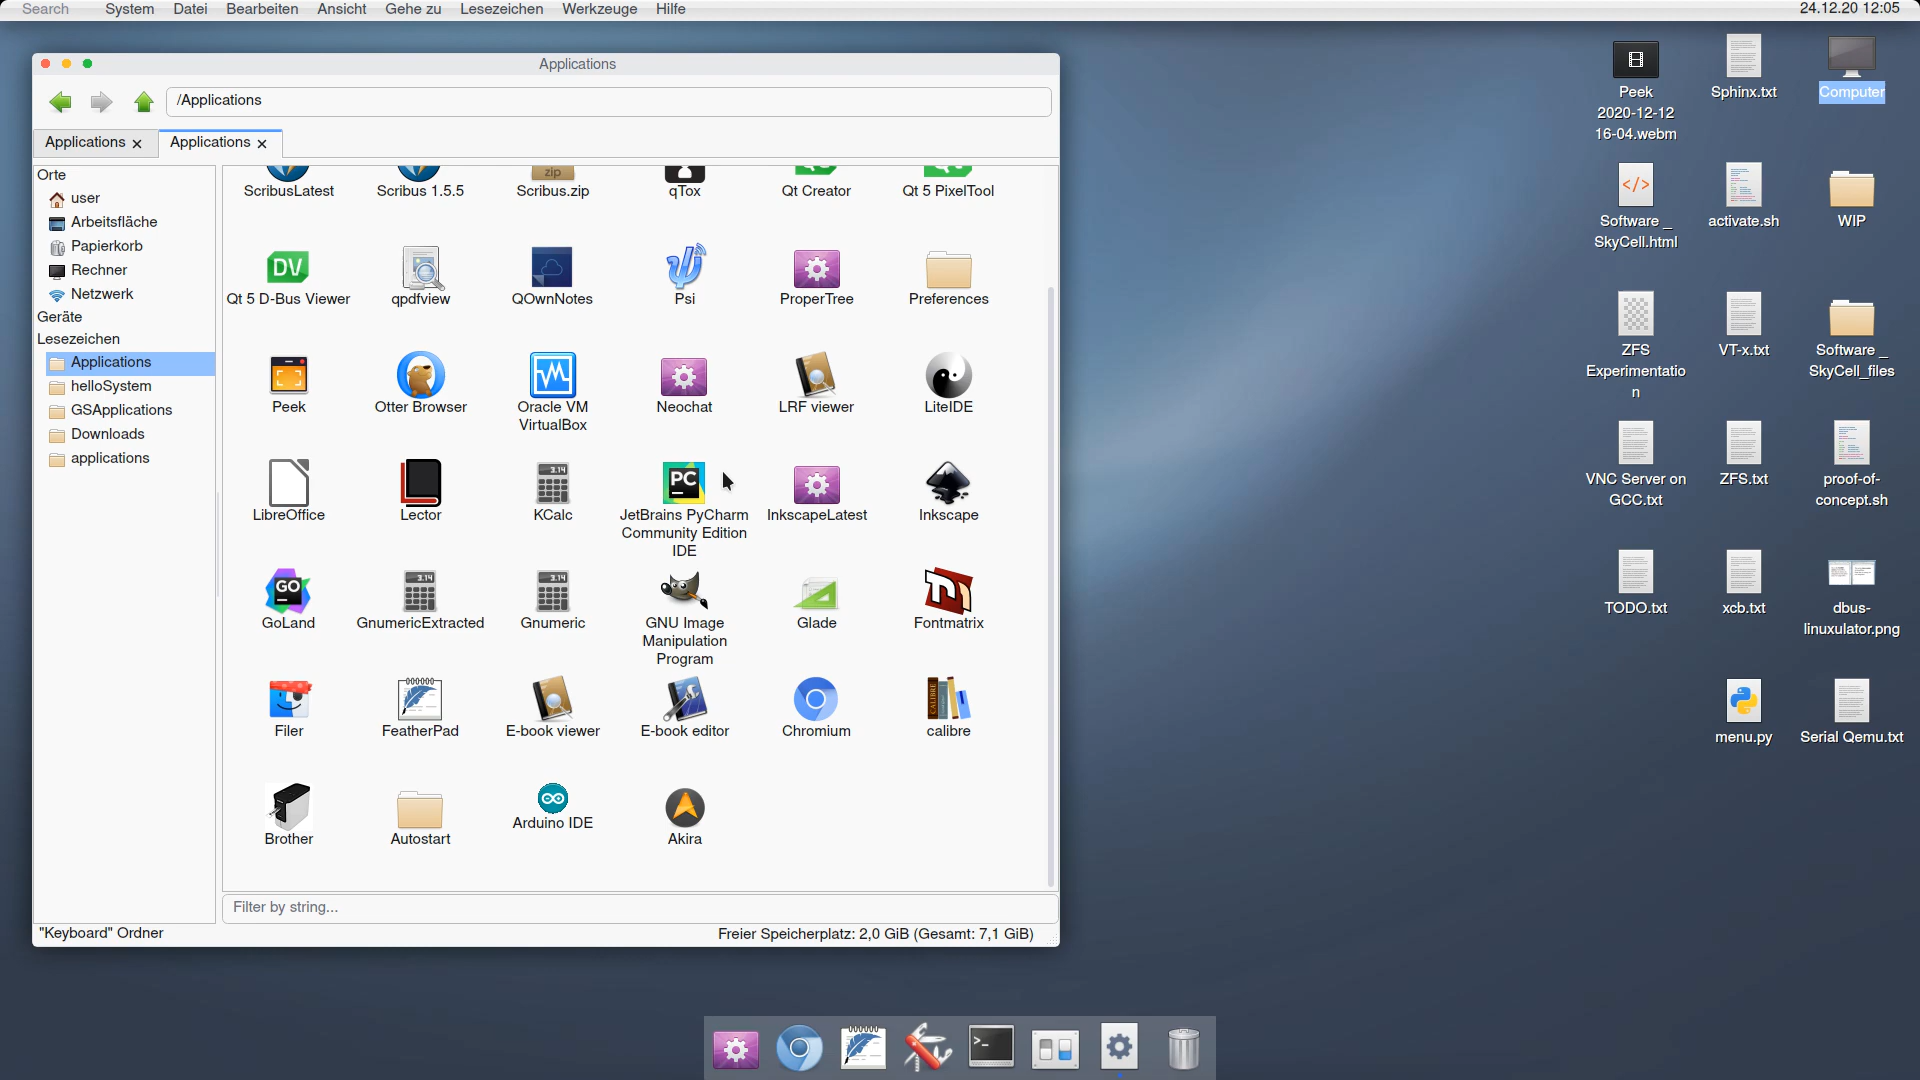 Search System Datei Bearbeiten Ansicht Gehe zu Lesezeichen Werkzeuge Hilfe 24.12.20 12:05
Applications
/Applications
Applications Applications
Orte
user
Arbeitsfläche
Papierkorb
Rechner
Netzwerk
Geräte
Lesezeichen
Applications
helloSystem
GSApplications
Downloads
applications
zip
ScribusLatest Scribus 1.5.5 Scribus.zip qTox Qt Creator Qt 5 PixelTool
DV
Qt 5 D-Bus Viewer qpdfview QOwnNotes Psi ProperTree Preferences
Peek Otter Browser Oracle VM Neochat LRF viewer LiteIDE
VirtualBox
3.14 PC
LibreOffice Lector KCalc JetBrains PyCharm InkscapeLatest Inkscape
Community Edition
IDE
GO 3.14 3.14
GoLand GnumericExtracted Gnumeric GNU Image Glade Fontmatrix
Manipulation
Program
CALIBRE
Filer FeatherPad E-book viewer E-book editor Chromium calibre
Brother Autostart Arduino IDE Akira
Filter by string...
"Keyboard" Ordner Freier Speicherplatz: 2,0 GiB (Gesamt: 7,1 GiB)
Peek Sphinx.txt Computer
2020-12-12
16-04.webm
</>
Software _ activate.sh WIP
SkyCell.html
ZFS VT-x.txt Software _
Experimentatio SkyCell_files
n
VNC Server on ZFS.txt proof-of-
GCC.txt concept.sh
TODO.txt xcb.txt dbus-
linuxulator.png
menu.py Serial Qemu.txt
>_